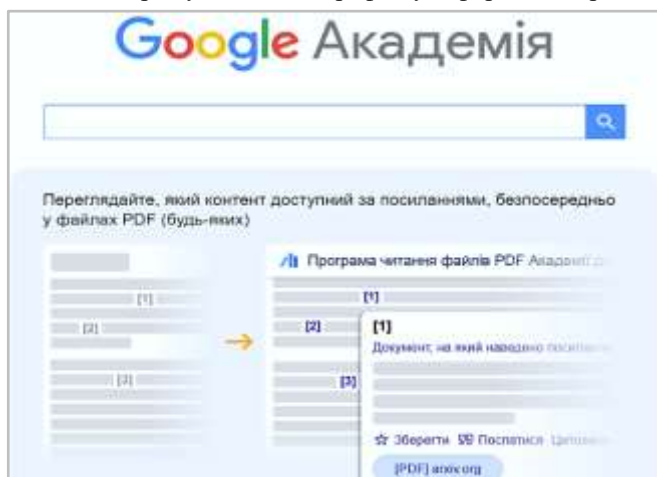 Google Академія
Переглядайте, який контент доступний за посиланнями, безпосередньо
у файлах PDF (будь-яких)
Програма читання файлів PDF Академії
[1]
[1]
[2]
[2]
[1]
Документ, на який наведено
[3]
[3]
Зберегти Послатися
[PDF] arxiv.org